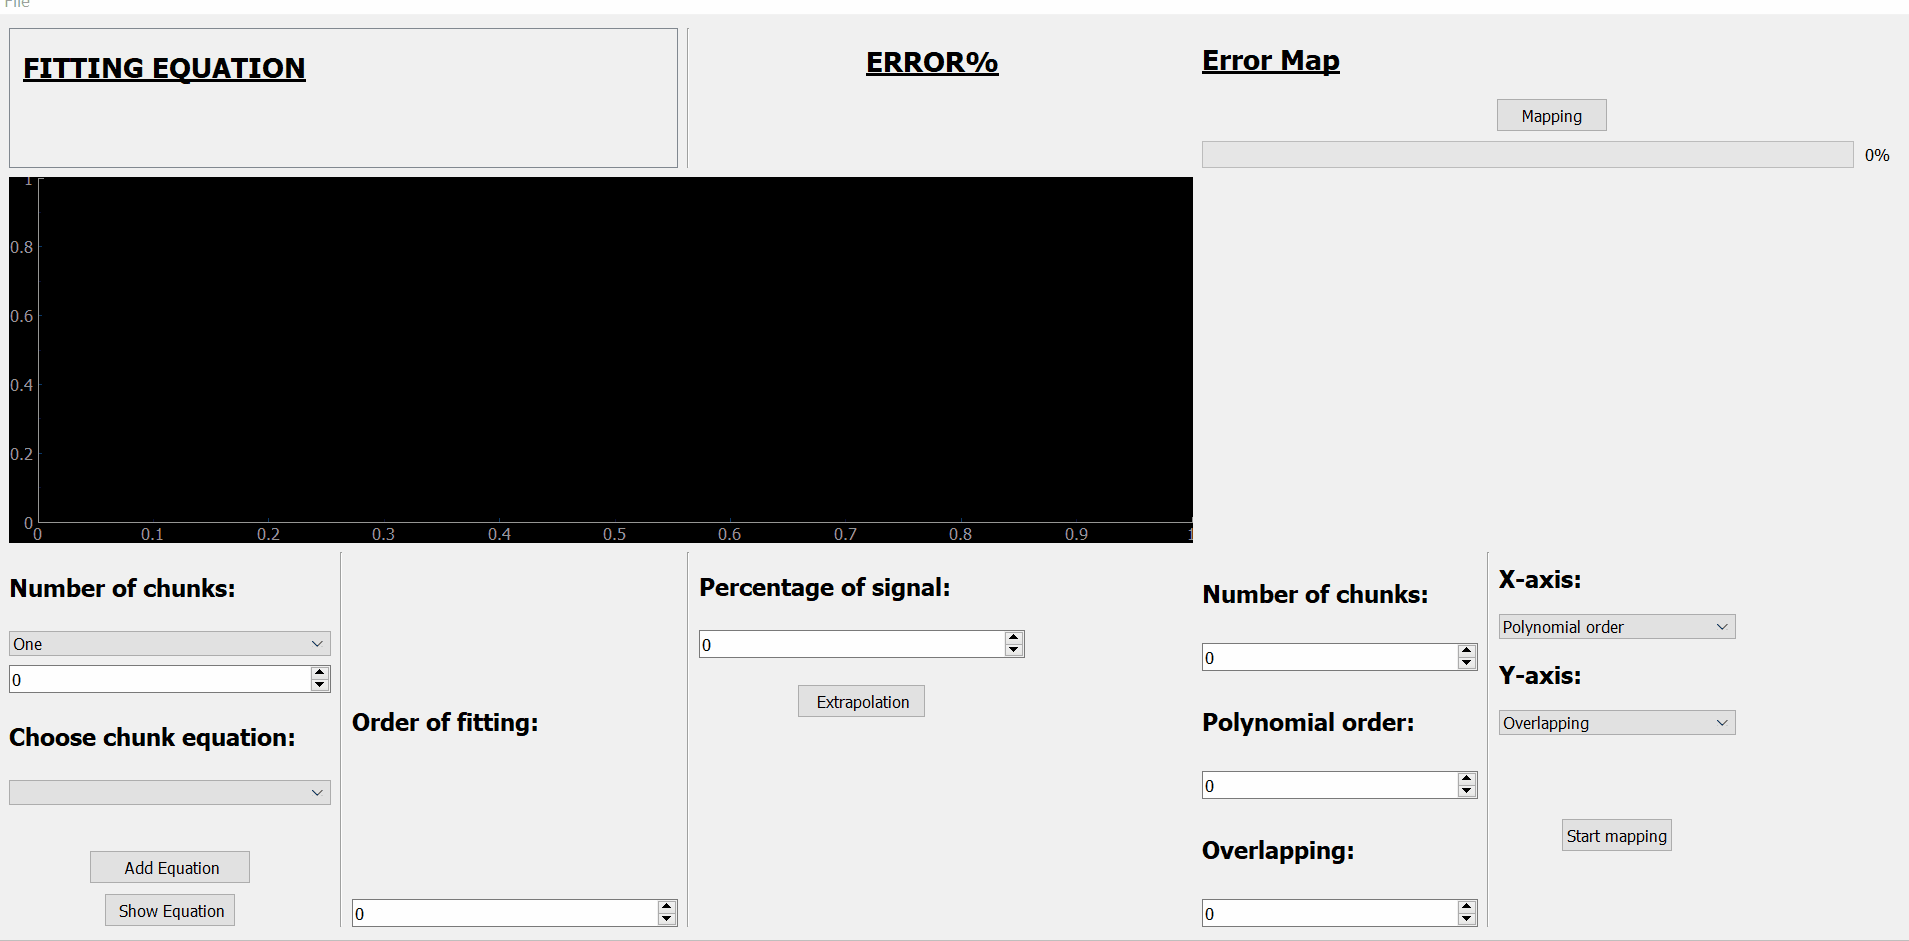 File
FITTING EQUATION
ERROR%
Error Map
Mapping
0%
1
0.8
0.6
0.4
0.2
0
0 0.1 0.2 0.3 0.4 0.5 0.6 0.7 0.8 0.9 1
Number of chunks:
One
0
Choose chunk equation:
Add Equation
Show Equation
Order of fitting:
0
Percentage of signal:
0
Extrapolation
Number of chunks:
0
Polynomial order:
0
Overlapping:
0
X-axis:
Polynomial order
Y-axis:
Overlapping
Start mapping